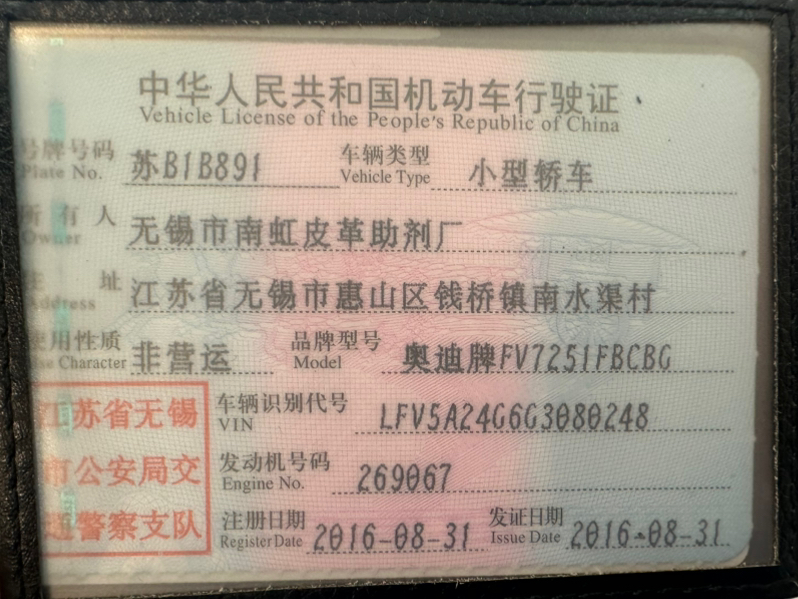 中华人民共和国机动车行驶证
Vehicle License of the People's Republic of China
号牌号码 苏B1B891 车辆类型 小型轿车
Plate No. Vehicle Type
所有人 无锡市南虹皮革助剂厂
Owner
住址 江苏省无锡市惠山区钱桥镇南水渠村
Address
使用性质 非营运 品牌型号 奥迪牌FV7251FBCBG
Use Character Model
江苏省无锡 车辆识别代号 LFV5A24G6G3080248
VIN
市公安局交 发动机号码 269067
Engine No.
通警察支队 注册日期 2016-08-31 发证日期 2016-08-31
Register Date Issue Date